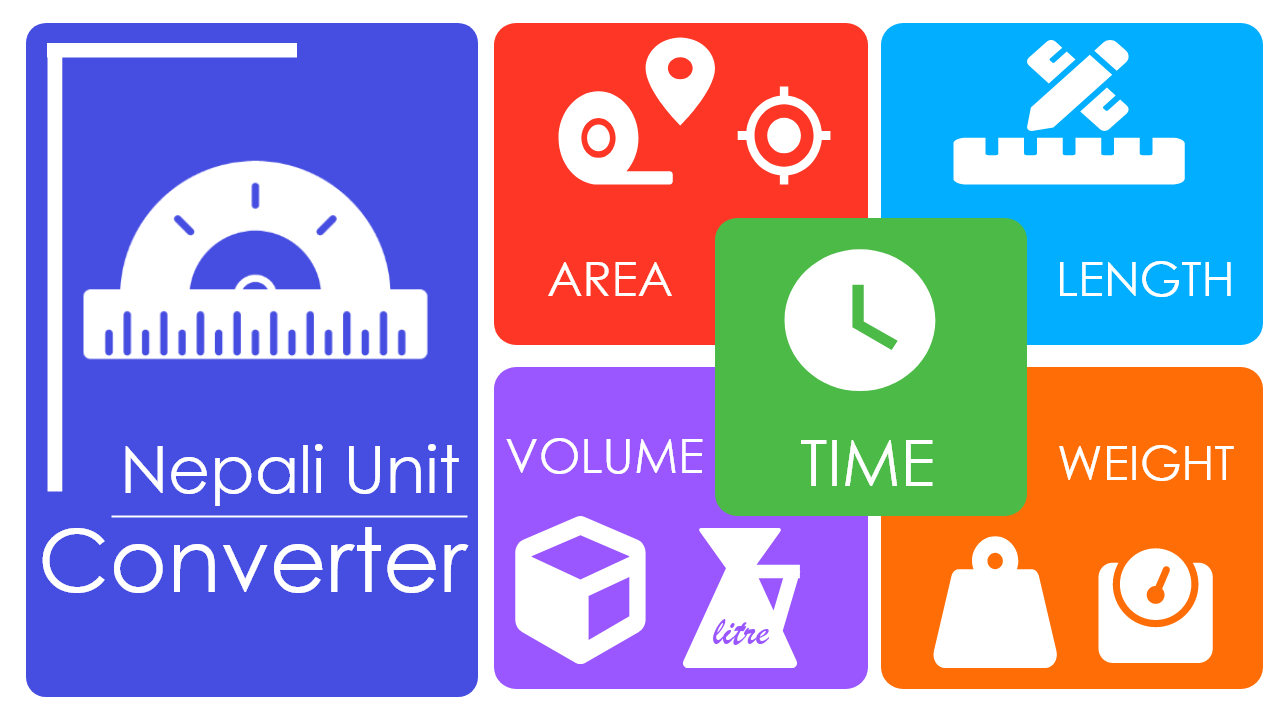 Nepali Unit
Converter
AREA
LENGTH
VOLUME
TIME
WEIGHT
litre